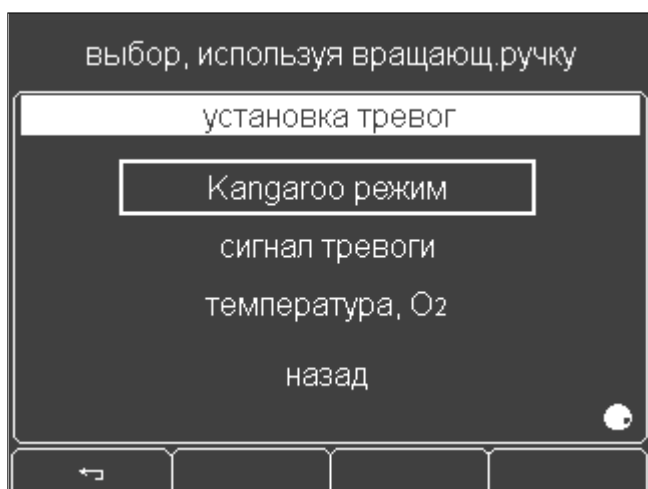 выбор, используя вращающ.ручку
установка тревог
Kangaroo режим
сигнал тревоги
температура, O2
назад